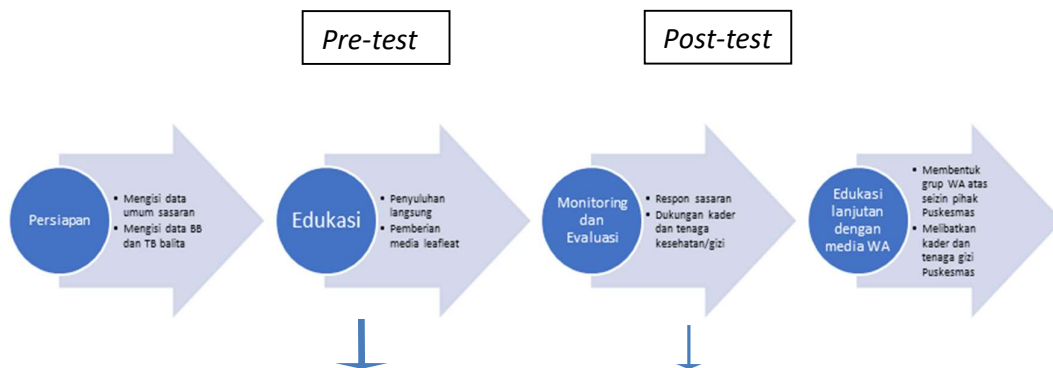 Pre-test
Post-test
Persiapan
▪ Mengisi data
umum sasaran
▪ Mengisi data BB
dan TB balita
Edukasi
▪ Penyuluhan
langsung
▪ Pemberian
media leafleat
Monitoring
dan
Evaluasi
▪ Respon sasaran
▪ Dukungan kader
dan tenaga
kesehatan/gizi
Edukasi
lanjutan
dengan
media WA
▪ Membentuk
grup WA atas
seizin pihak
Puskesmas
▪ Melibatkan
kader dan
tenaga gizi
Puskesmas